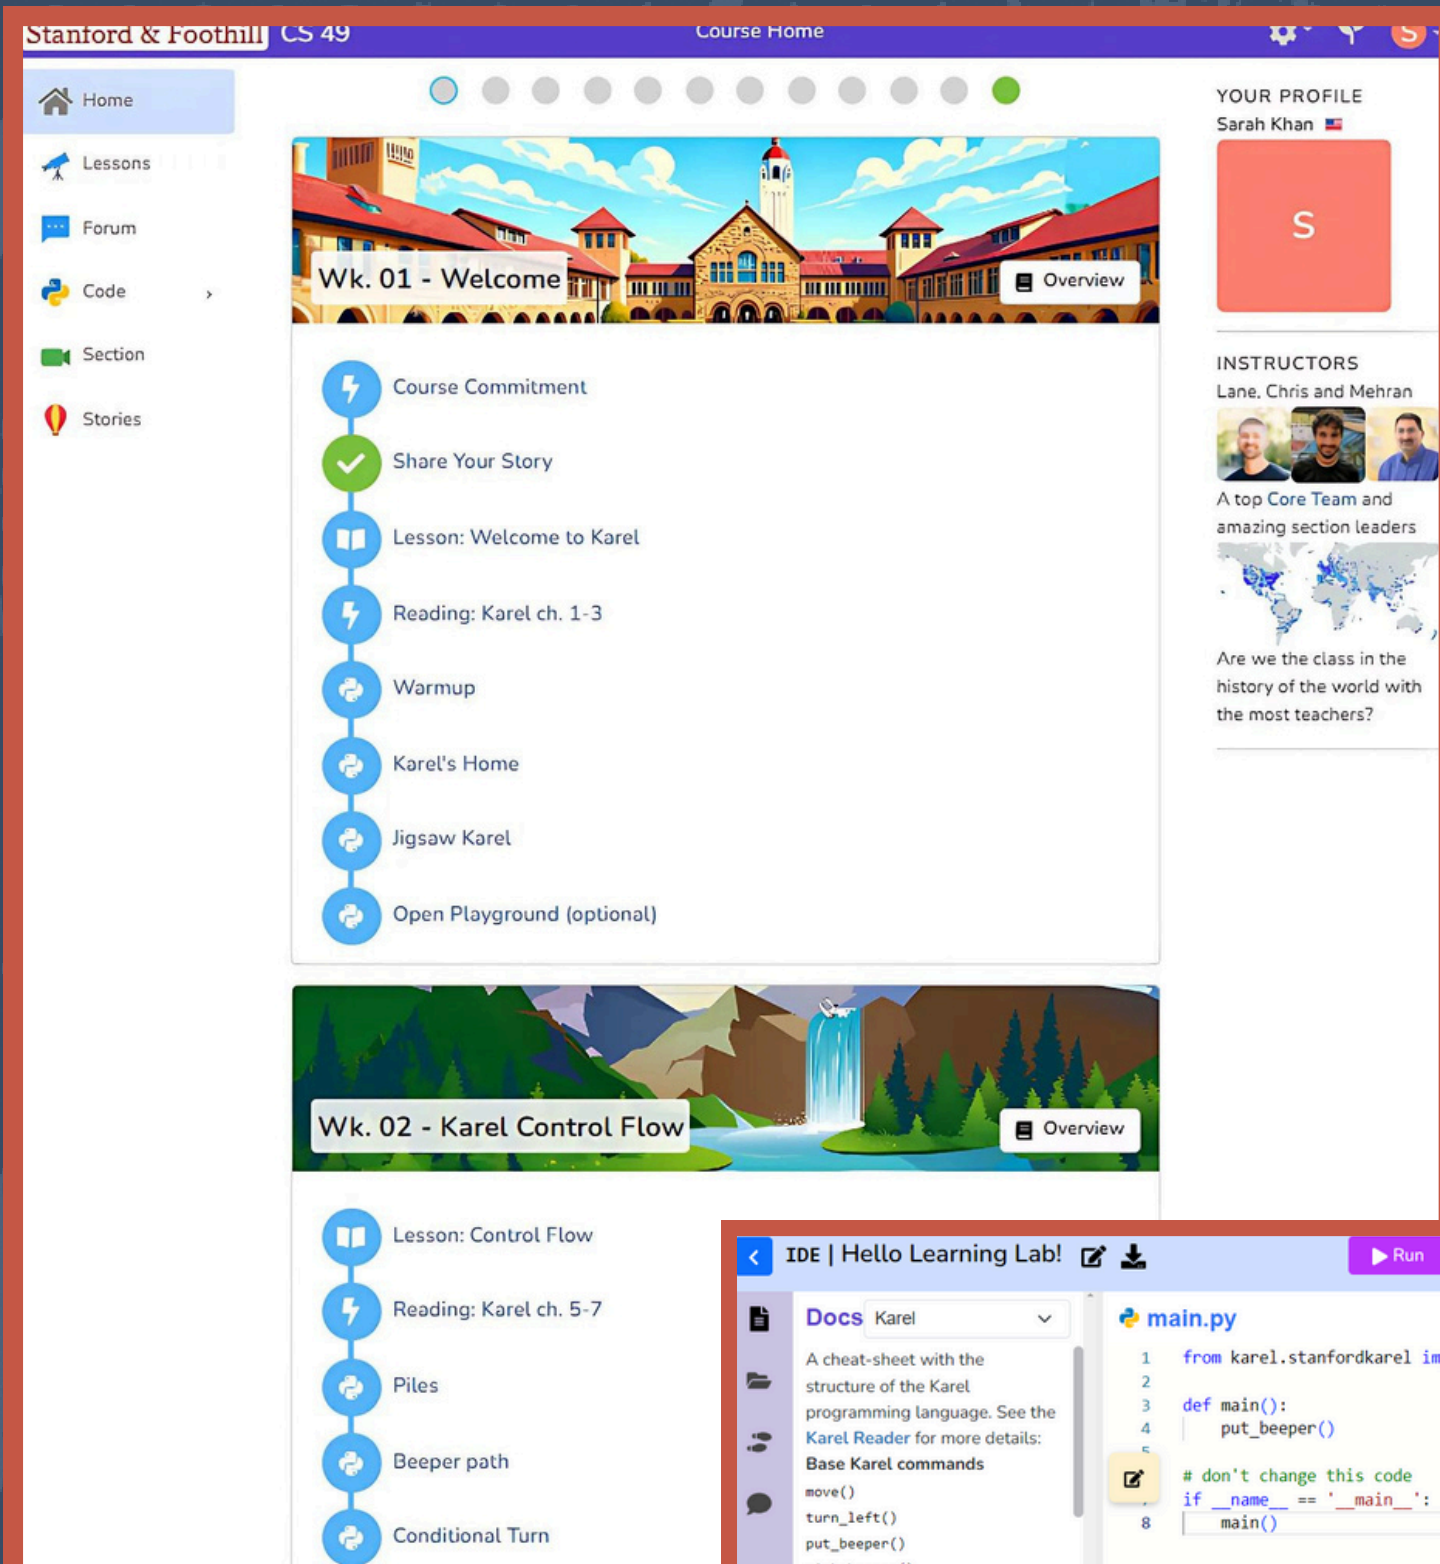 Stanford & Foothill CS 49
Course Home
S
Home
Lessons
Forum
Code
Section
Stories
Wk. 01 - Welcome
Overview
Course Commitment
Share Your Story
Lesson: Welcome to Karel
Reading: Karel ch. 1-3
Warmup
Karel's Home
Jigsaw Karel
Open Playground (optional)
Wk. 02 - Karel Control Flow
Overview
Lesson: Control Flow
Reading: Karel ch. 5-7
Piles
Beeper path
Conditional Turn
YOUR PROFILE
Sarah Khan
S
INSTRUCTORS
Lane, Chris and Mehran
A top Core Team and
amazing section leaders
Are we the class in the
history of the world with
the most teachers?
IDE | Hello Learning Lab!
Run
Docs Karel
A cheat-sheet with the
structure of the Karel
programming language. See the
Karel Reader for more details:
Base Karel commands
move()
turn_left()
put_beeper()
main.py
1 from karel.stanfordkarel im
2
3 def main():
4 put_beeper()
# don't change this code
if __name__ == '__main__':
8 main()